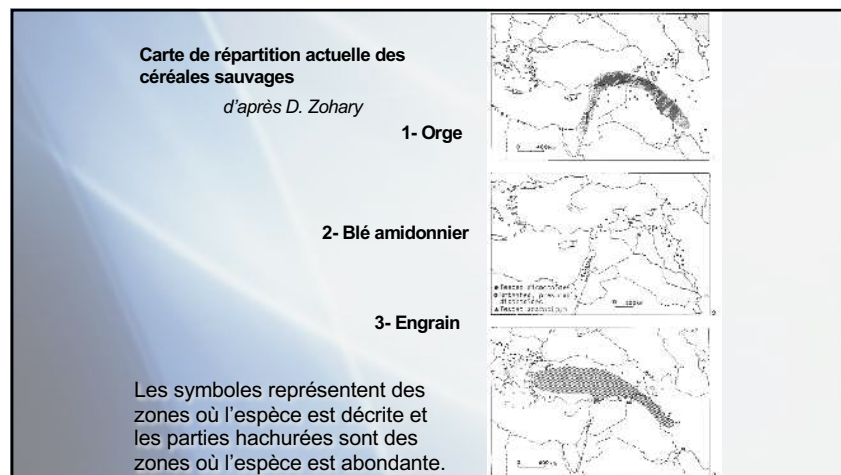 Carte de répartition actuelle des
céréales sauvages
d’après D. Zohary
1- Orge
2- Blé amidonnier
3- Engrain
Les symboles représentent des
zones où l’espèce est décrite et
les parties hachurées sont des
zones où l’espèce est abondante.